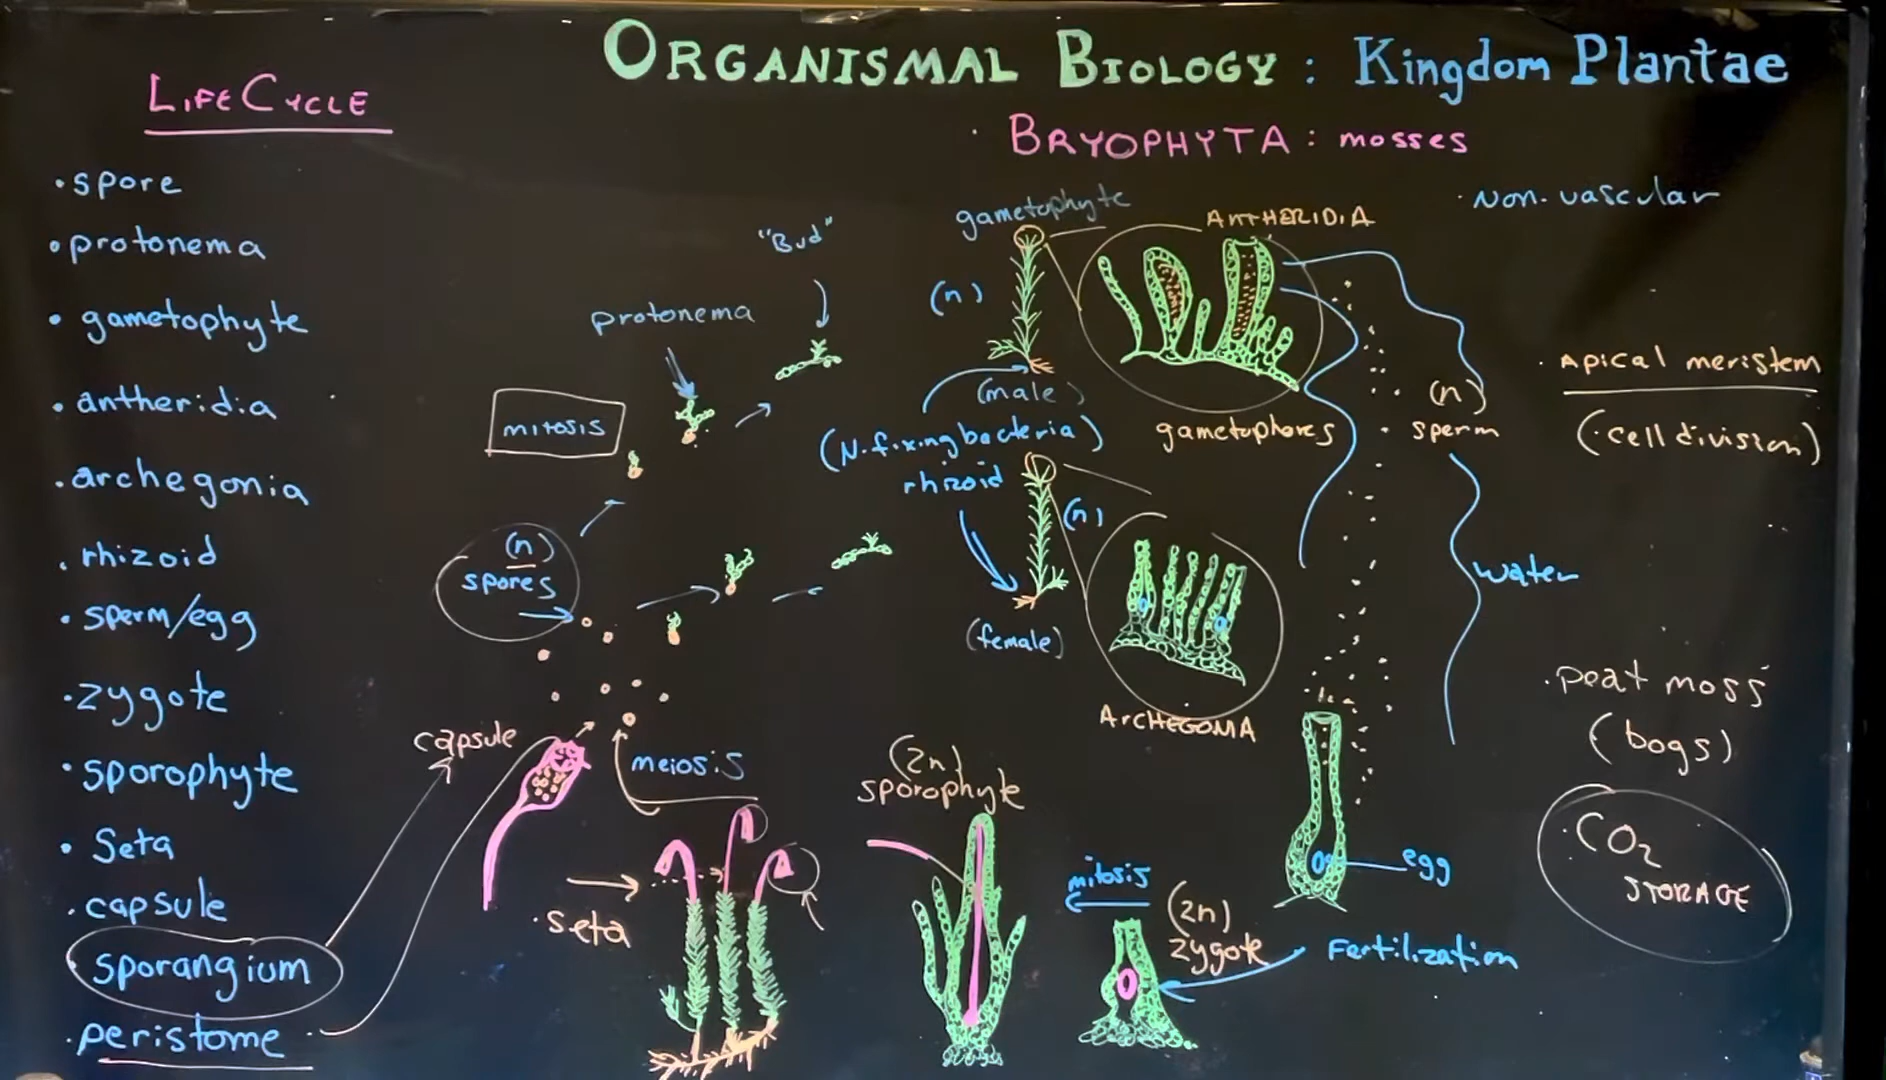 ORGANISMAL BIOLOGY : Kingdom Plantae
LIFE CYCLE
· BRYOPHYTA : mosses
· spore
· protonema
· gametophyte
· antheridia
· archegonia
· rhizoid
· sperm/egg
· zygote
· sporophyte
· Seta
· capsule
· sporangium
· peristome
"Bud"
protonema
mitosis
(n)
spores
capsule
meiosis
· seta
gametophyte
(n)
(male)
(N-fixing bacteria)
rhizoid
(n)
(female)
ANTHERIDIA
gametophores
ARCHEGONIA
(n)
sperm
water
egg
Fertilization
(2n)
zygote
mitosis
(2n)
sporophyte
· Non-vascular
· Apical meristem
(· cell division)
· peat moss
(bogs)
· CO2
STORAGE